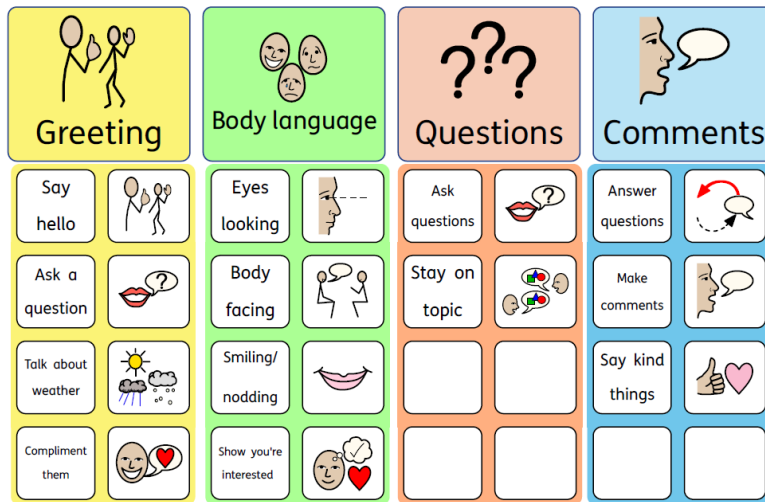 Greeting
Body language
Questions
Comments
Say
hello
Ask a
question
Talk about
weather
Compliment
them
Eyes
looking
Body
facing
Smiling/
nodding
Show you're
interested
Ask
questions
Stay on
topic
Answer
questions
Make
comments
Say kind
things
???
?
?